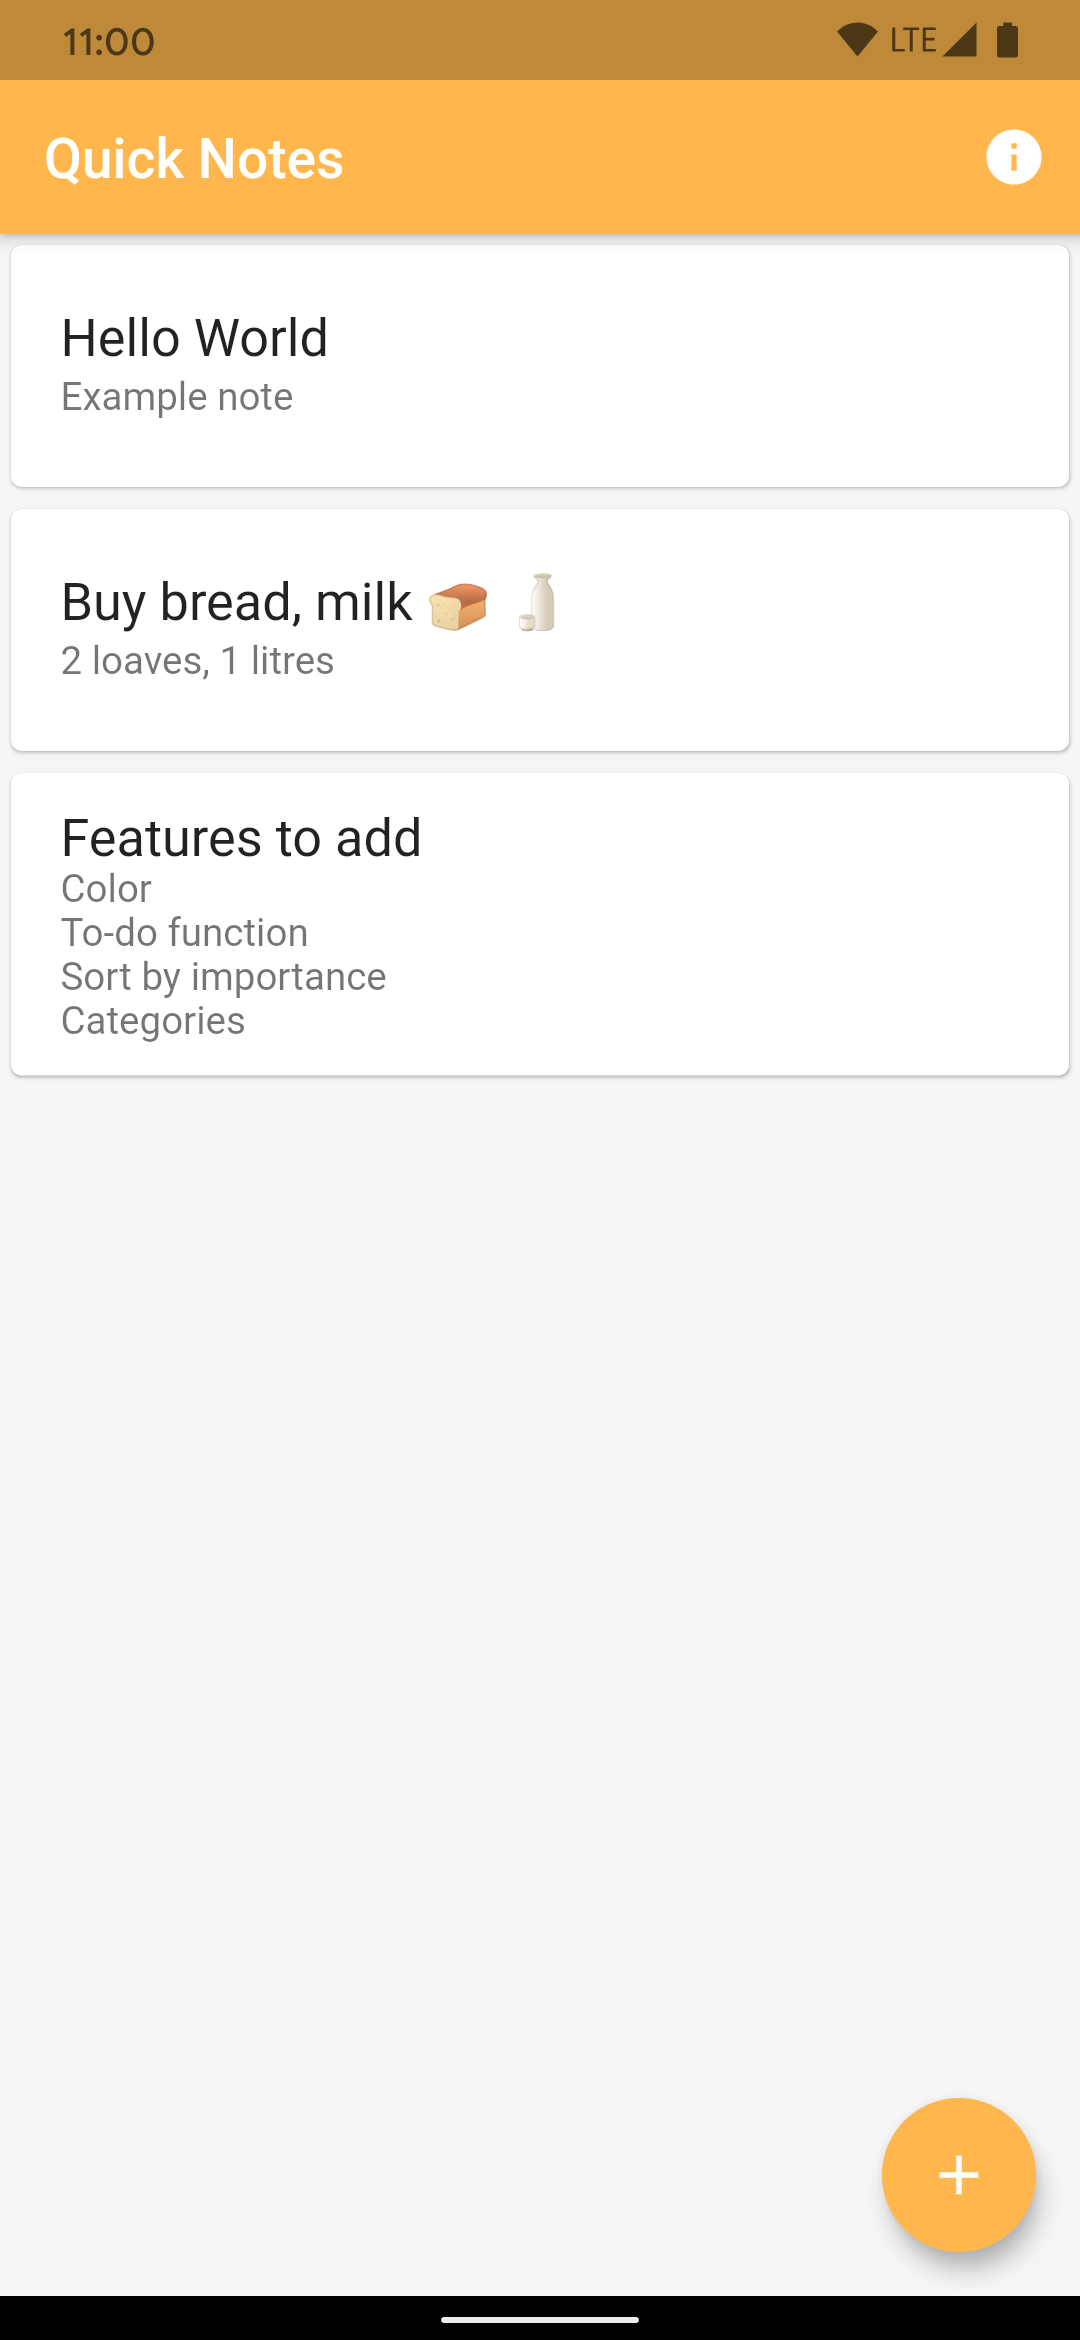 11:00 LTE
Quick Notes
Hello World
Example note
Buy bread, milk 🍞 🥛
2 loaves, 1 litres
Features to add
Color
To-do function
Sort by importance
Categories